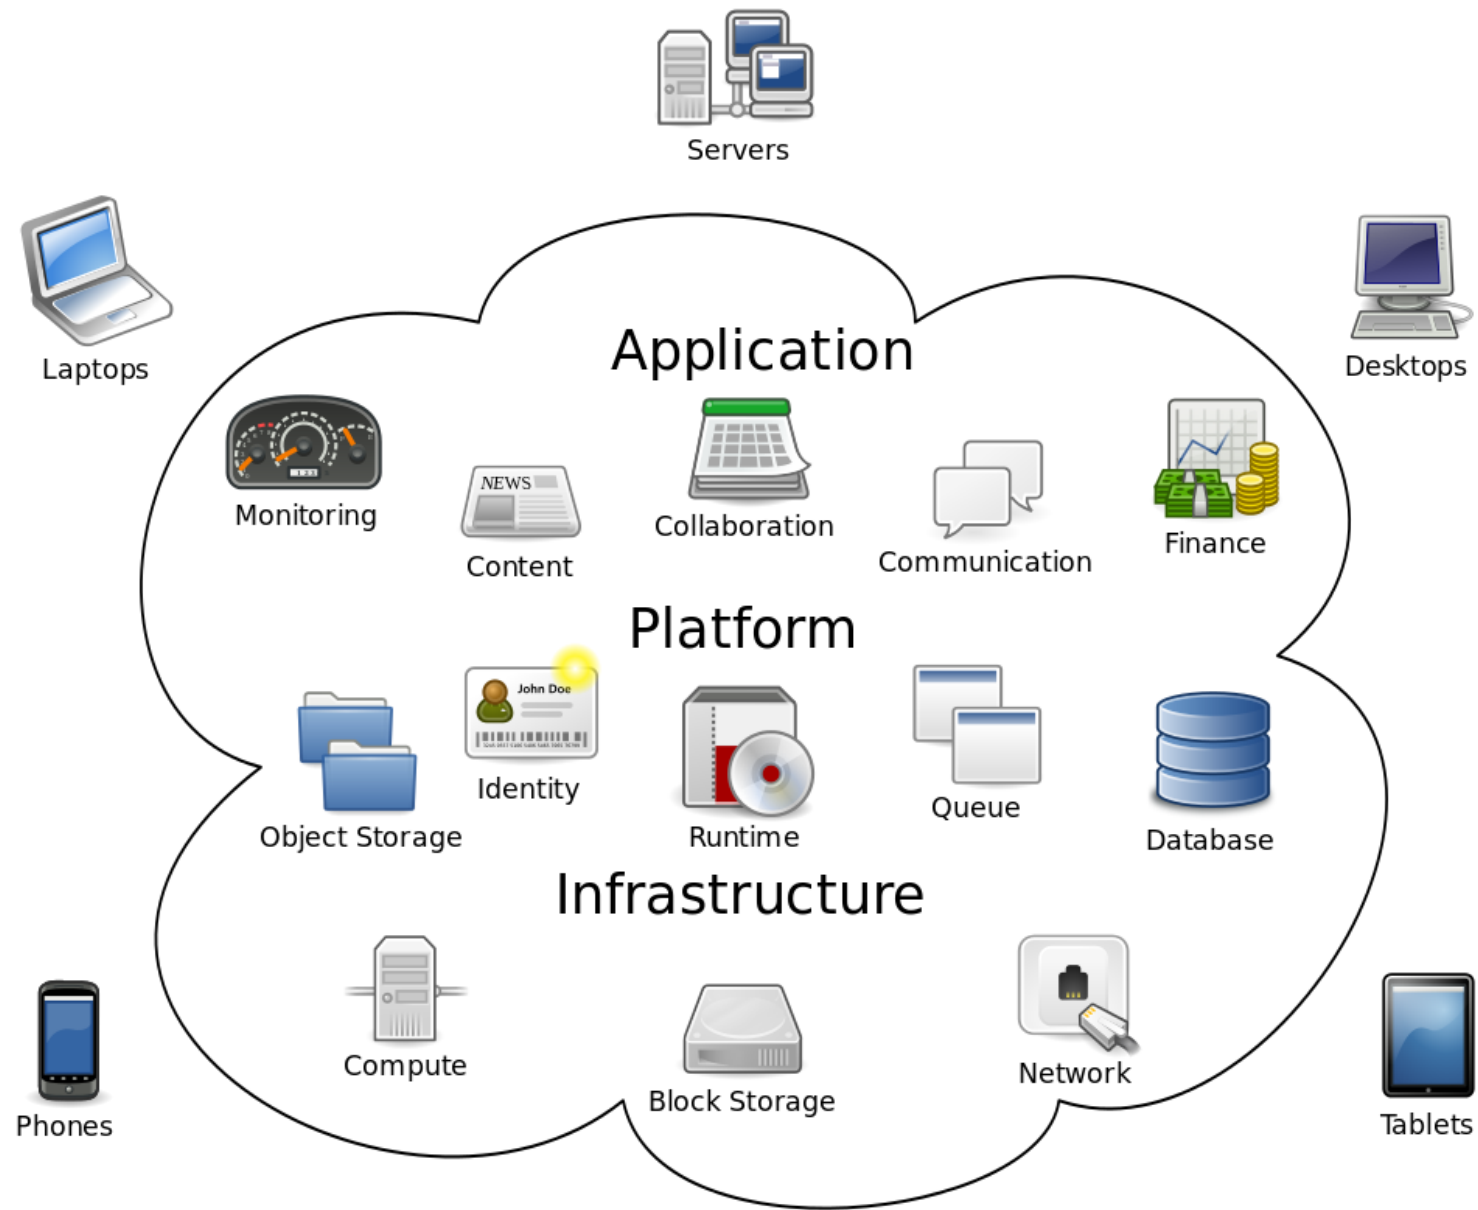 Servers
Laptops
Desktops
Application
Monitoring
NEWS
Content
Collaboration
Communication
Finance
Platform
John Doe
Object Storage
Identity
Runtime
Queue
Database
Infrastructure
Compute
Block Storage
Network
Phones
Tablets